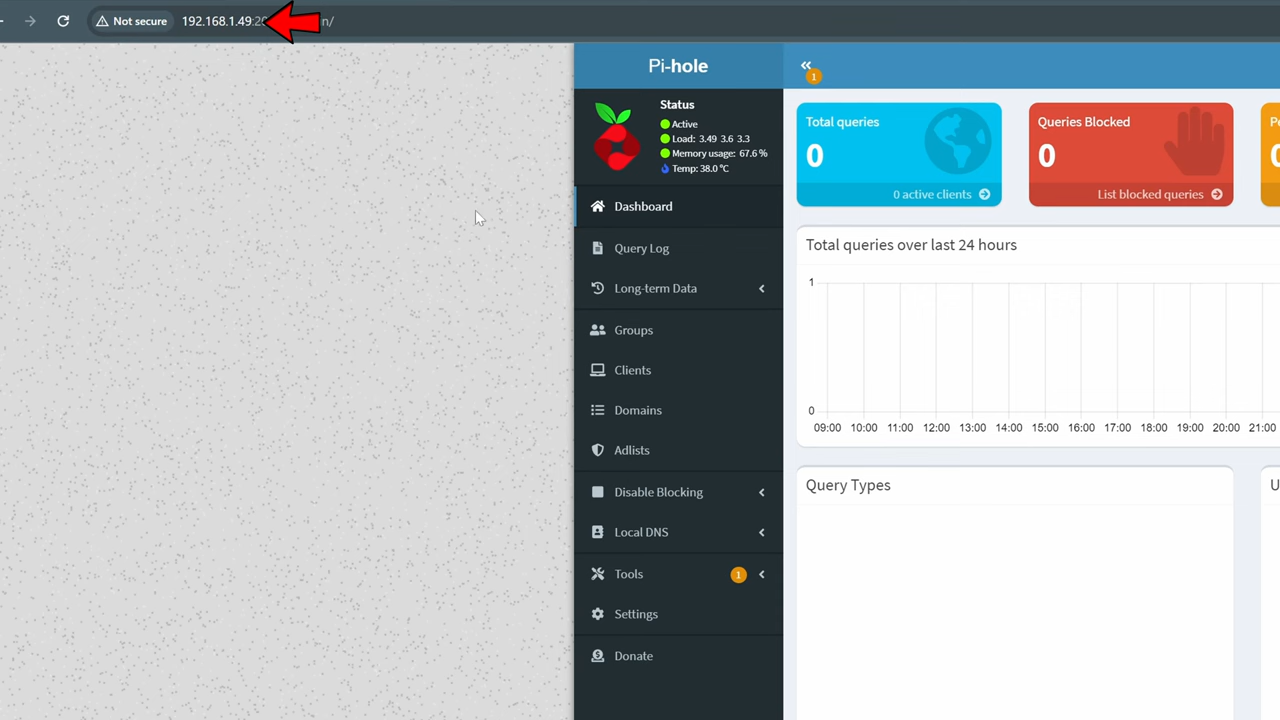 Not secure 192.168.1.49:20 n/
Pi-hole
1
Status
Active
Load: 3.49 3.6 3.3
Memory usage: 67.6 %
Temp: 38.0 °C
Dashboard
Query Log
Long-term Data
Groups
Clients
Domains
Adlists
Disable Blocking
Local DNS
Tools 1
Settings
Donate
Total queries
0
0 active clients
Queries Blocked
0
List blocked queries
Total queries over last 24 hours
1
0
09:00 10:00 11:00 12:00 13:00 14:00 15:00 16:00 17:00 18:00 19:00 20:00 21:00
Query Types